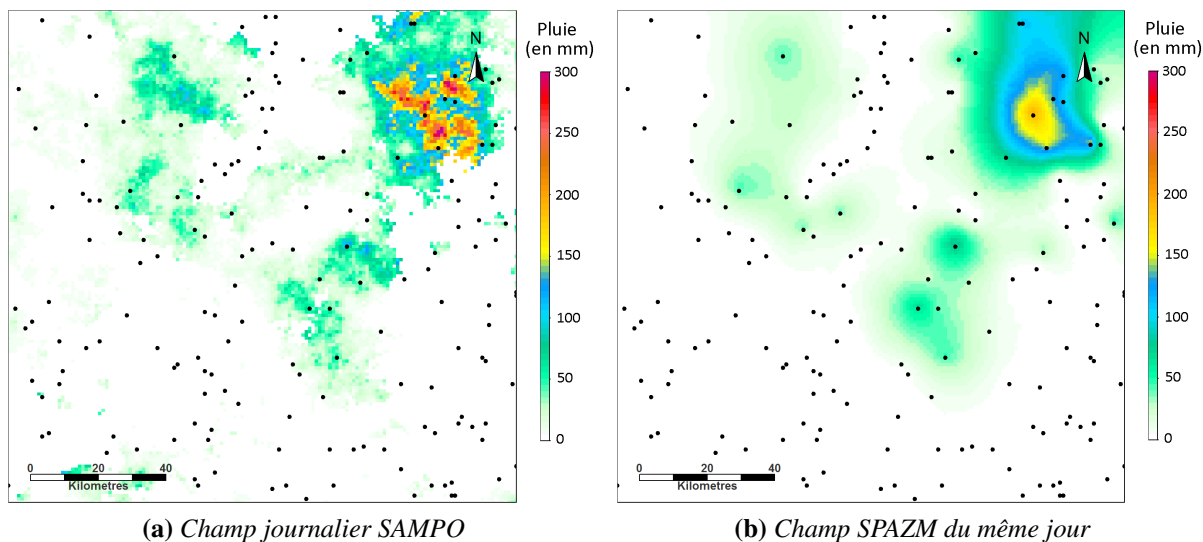 Pluie
(en mm)
N
300
250
200
150
100
50
0
0 20 40
Kilometres
(a) Champ journalier SAMPO
Pluie
(en mm)
N
300
250
200
150
100
50
0
0 20 40
Kilometres
(b) Champ SPAZM du même jour